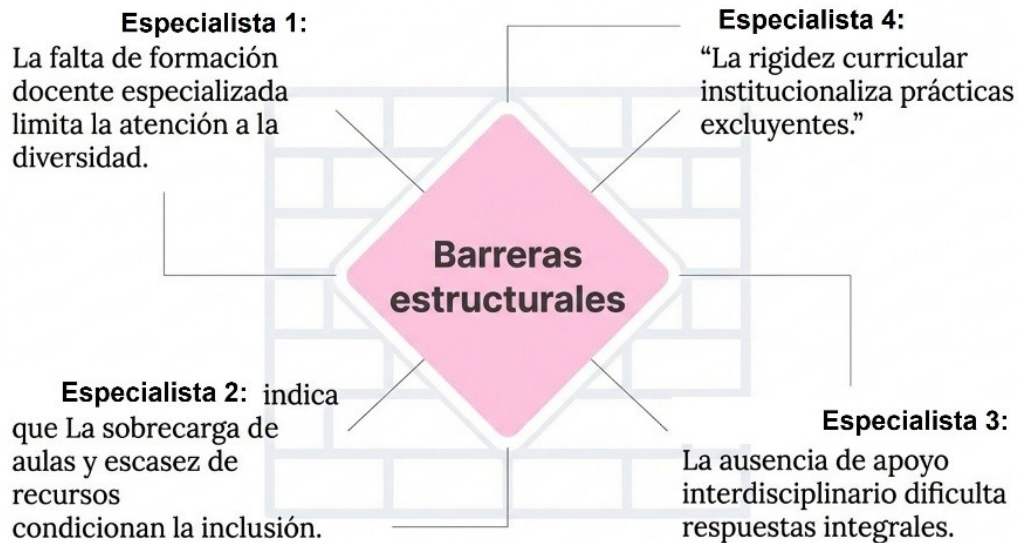 Especialista 1:
La falta de formación
docente especializada
limita la atención a la
diversidad.
Especialista 4:
“La rigidez curricular
institucionaliza prácticas
excluyentes.”
Barreras
estructurales
Especialista 2: indica
que La sobrecarga de
aulas y escasez de
recursos
condicionan la inclusión.
Especialista 3:
La ausencia de apoyo
interdisciplinario dificulta
respuestas integrales.